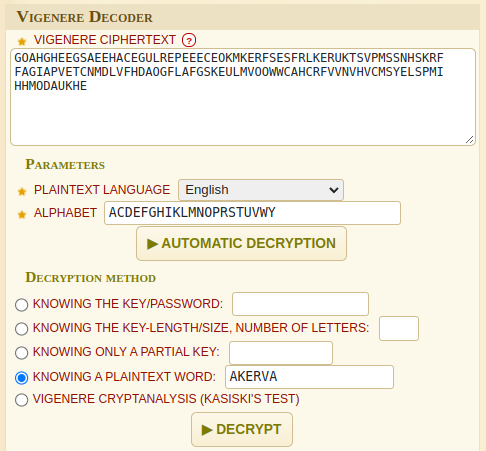 VIGENERE DECODER
★ VIGENERE CIPHERTEXT ?
GOAHGHEEGSAEEHACEGULREPEEECEOKMKERFSESFRLKERUKTSVPMSSNHSKRF
FAGIAPVETCNMDLVFHDAOGFLAFGSKEULMVOOWWCAHCRFVVNVHVCMSYELSPMI
HHMODAUKHE
PARAMETERS
★ PLAINTEXT LANGUAGE English
★ ALPHABET ACDEFGHIKLMNOPRSTUVWY
▶ AUTOMATIC DECRYPTION
DECRYPTION METHOD
KNOWING THE KEY/PASSWORD:
KNOWING THE KEY-LENGTH/SIZE, NUMBER OF LETTERS:
KNOWING ONLY A PARTIAL KEY:
KNOWING A PLAINTEXT WORD: AKERVA
VIGENERE CRYPTANALYSIS (KASISKI'S TEST)
▶ DECRYPT